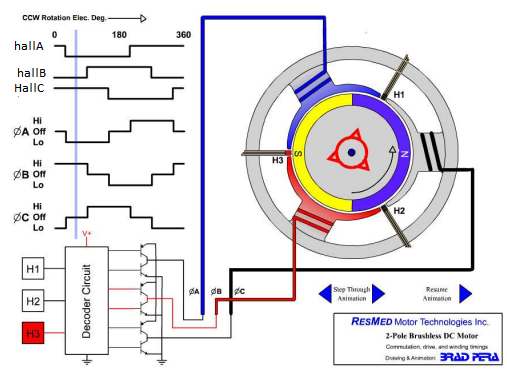 CCW Rotation Elec. Deg.
0 180 360
hallA
hallB
HallC
Hi
ØA Off
Lo
Hi
ØB Off
Lo
Hi
ØC Off
Lo
V+
H1
H2
H3
Decoder Circuit
ØA ØB ØC
H1
H3
H2
S
N
Step Through
Animation
Resume
Animation
RESMED Motor Technologies Inc.
2-Pole Brushless DC Motor
Commutation, drive, and winding timings
Drawing & Animation: BRAD PERA